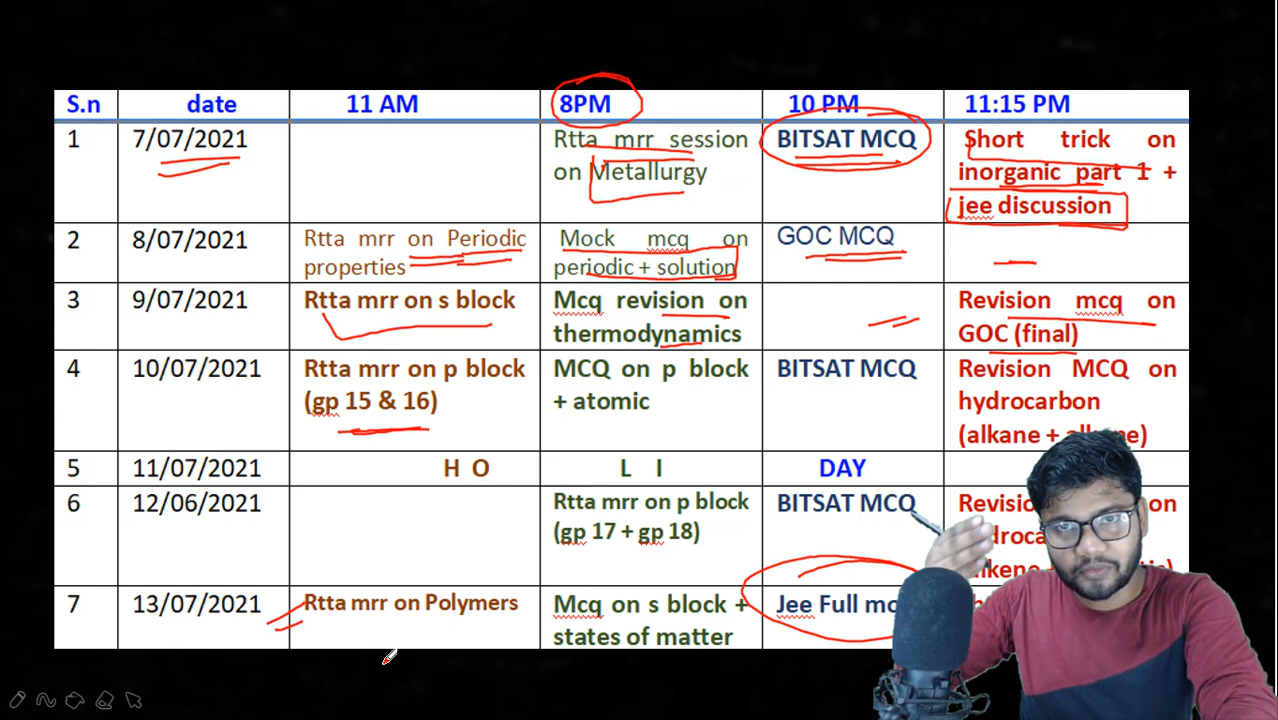 S.n date 11 AM 8PM 10 PM 11:15 PM
1 7/07/2021 Rtta mrr session BITSAT MCQ Short trick on
on Metallurgy inorganic part 1 +
jee discussion
2 8/07/2021 Rtta mrr on Periodic Mock mcq on GOC MCQ
properties periodic + solution
3 9/07/2021 Rtta mrr on s block Mcq revision on Revision mcq on
thermodynamics GOC (final)
4 10/07/2021 Rtta mrr on p block MCQ on p block BITSAT MCQ Revision MCQ on
(gp 15 & 16) + atomic hydrocarbon
(alkane +
5 11/07/2021 H O L I DAY
6 12/06/2021 Rtta mrr on p block BITSAT MCQ on
(gp 17 + gp 18)
7 13/07/2021 Rtta mrr on Polymers Mcq on s block + Jee Full
states of matter